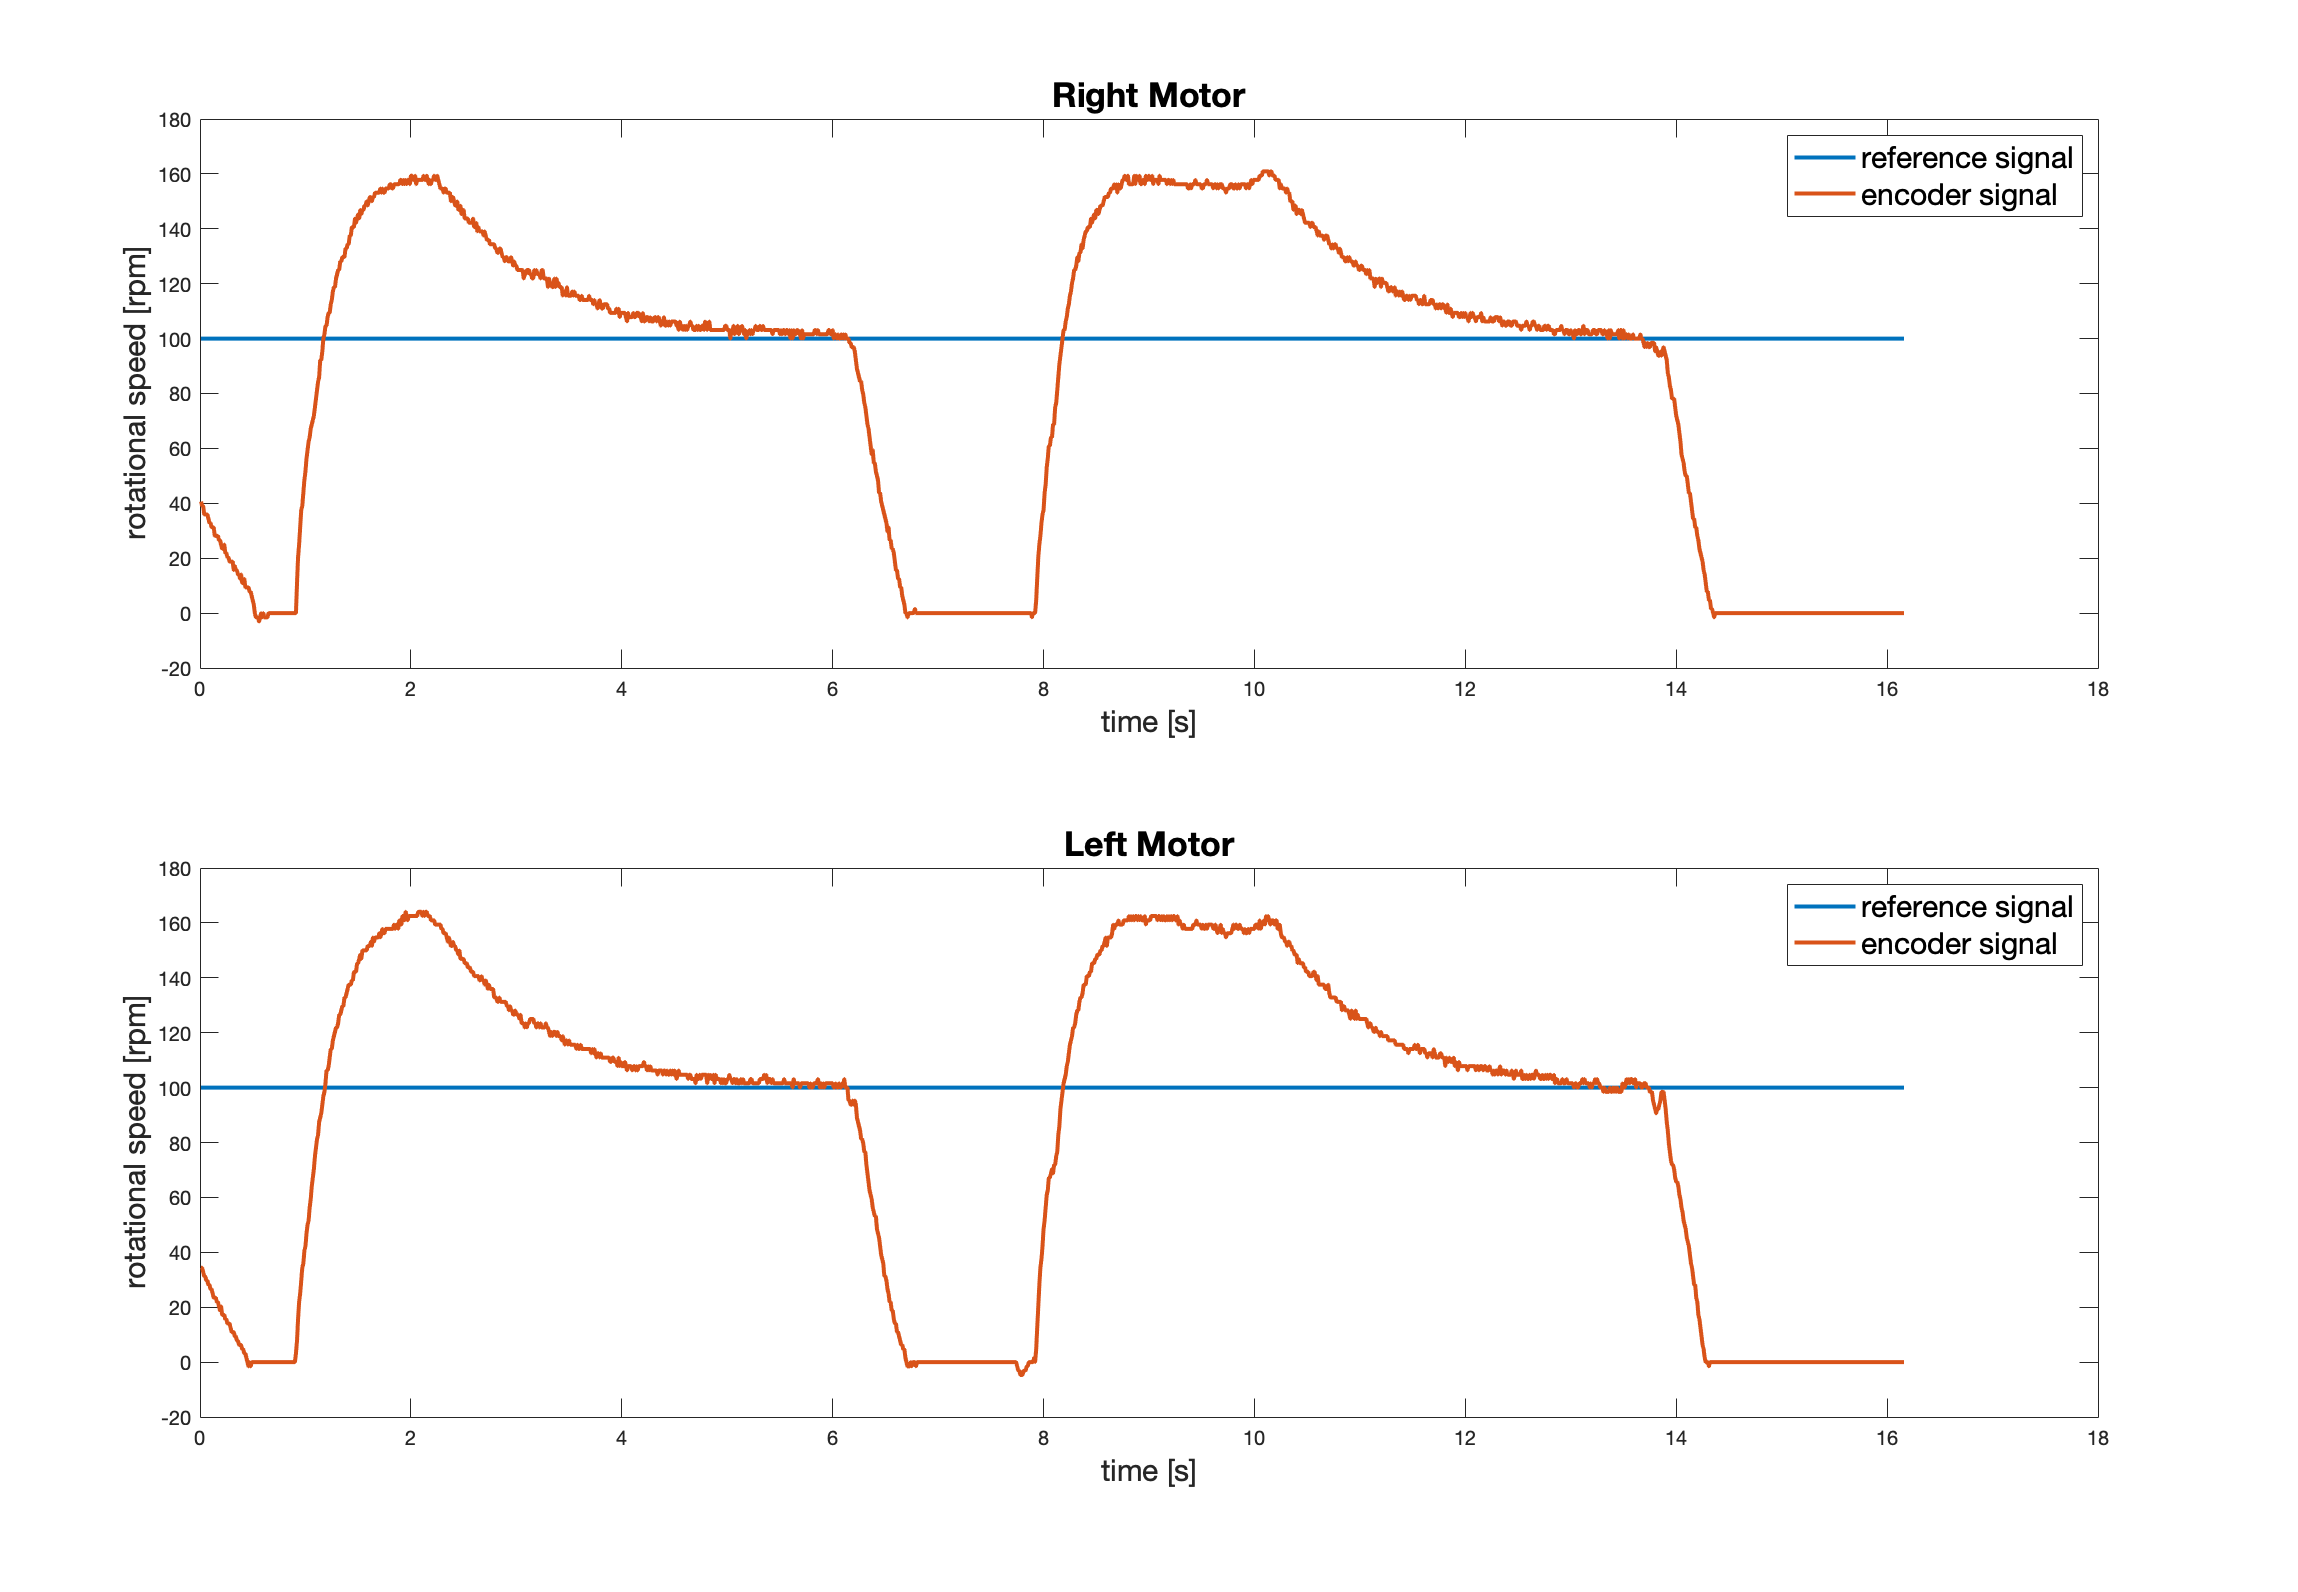 Right Motor
180
160
140
120
100
80
60
40
20
0
-20
rotational speed [rpm]
reference signal
encoder signal
0 2 4 6 8 10 12 14 16 18
time [s]
Left Motor
180
160
140
120
100
80
60
40
20
0
-20
rotational speed [rpm]
reference signal
encoder signal
0 2 4 6 8 10 12 14 16 18
time [s]